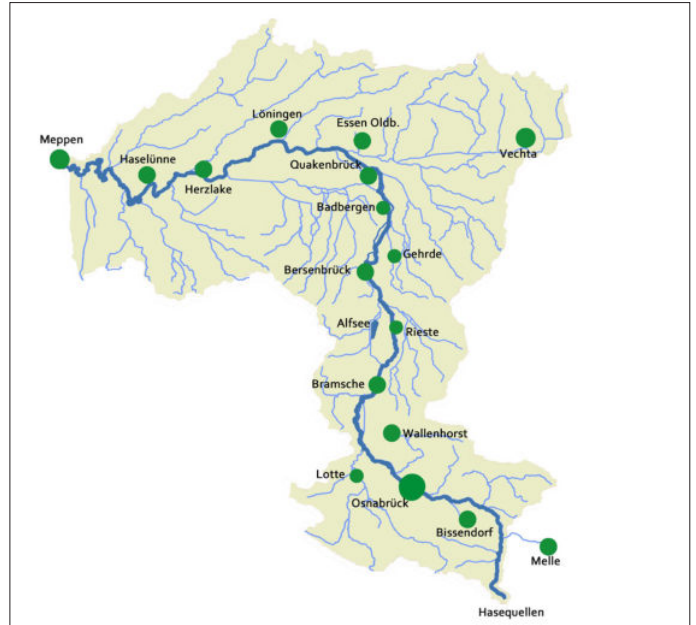 Löningen
Essen Oldb.
Meppen
Vechta
Haselünne
Quakenbrück
Herzlake
Badbergen
Gehrde
Bersenbrück
Alfsee
Rieste
Bramsche
Wallenhorst
Lotte
Osnabrück
Bissendorf
Melle
Hasequellen